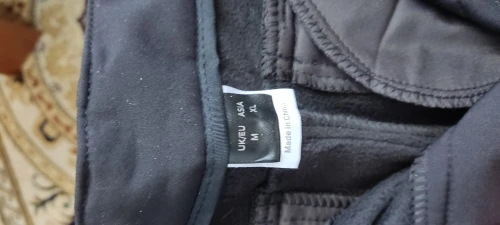 UK/EU ASIA
M XL
Made in China